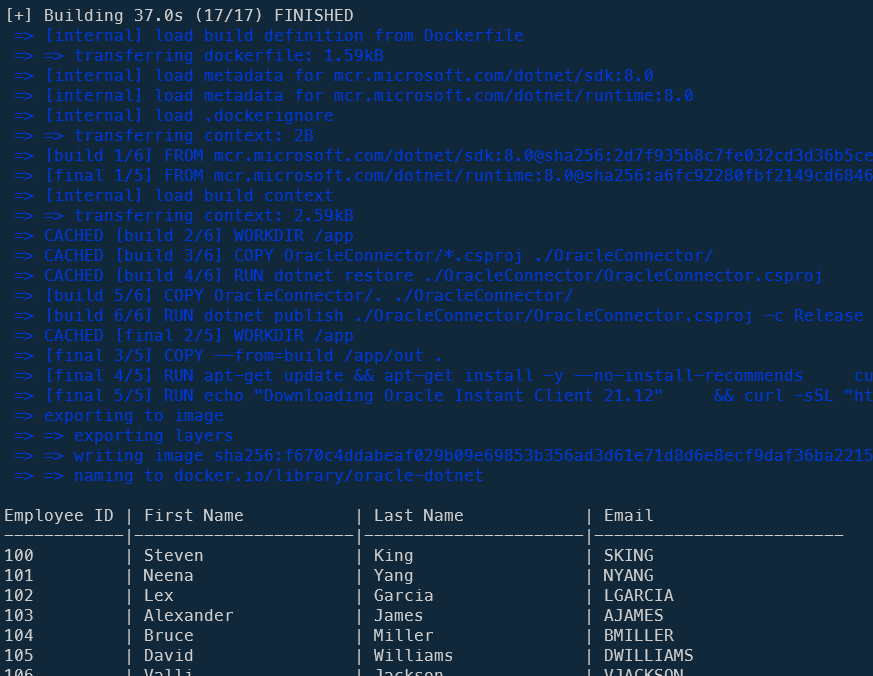 [+] Building 37.0s (17/17) FINISHED
=> [internal] load build definition from Dockerfile
=> => transferring dockerfile: 1.59kB
=> [internal] load metadata for mcr.microsoft.com/dotnet/sdk:8.0
=> [internal] load metadata for mcr.microsoft.com/dotnet/runtime:8.0
=> [internal] load .dockerignore
=> => transferring context: 2B
=> [build 1/6] FROM mcr.microsoft.com/dotnet/sdk:8.0@sha256:2d7f935b8c7fe032cd3d36b5ce
=> [final 1/5] FROM mcr.microsoft.com/dotnet/runtime:8.0@sha256:a6fc92280fbf2149cd6846
=> [internal] load build context
=> => transferring context: 2.59kB
=> CACHED [build 2/6] WORKDIR /app
=> CACHED [build 3/6] COPY OracleConnector/*.csproj ./OracleConnector/
=> CACHED [build 4/6] RUN dotnet restore ./OracleConnector/OracleConnector.csproj
=> [build 5/6] COPY OracleConnector/. ./OracleConnector/
=> [build 6/6] RUN dotnet publish ./OracleConnector/OracleConnector.csproj -c Release
=> CACHED [final 2/5] WORKDIR /app
=> [final 3/5] COPY --from=build /app/out .
=> [final 4/5] RUN apt-get update && apt-get install -y --no-install-recommends     cu
=> [final 5/5] RUN echo "Downloading Oracle Instant Client 21.12"     && curl -sSL "ht
=> exporting to image
=> => exporting layers
=> => writing image sha256:f670c4ddabeaf029b09e69853b356ad3d61e71d8d6e8ecf9daf36ba2215
=> => naming to docker.io/library/oracle-dotnet
Employee ID | First Name           | Last Name            | Email
------------|----------------------|----------------------|-------------------------
100         | Steven               | King                 | SKING
101         | Neena                | Yang                 | NYANG
102         | Lex                  | Garcia               | LGARCIA
103         | Alexander            | James                | AJAMES
104         | Bruce                | Miller               | BMILLER
105         | David                | Williams             | DWILLIAMS
106         | Valli                | Jackson              | VJACKSON